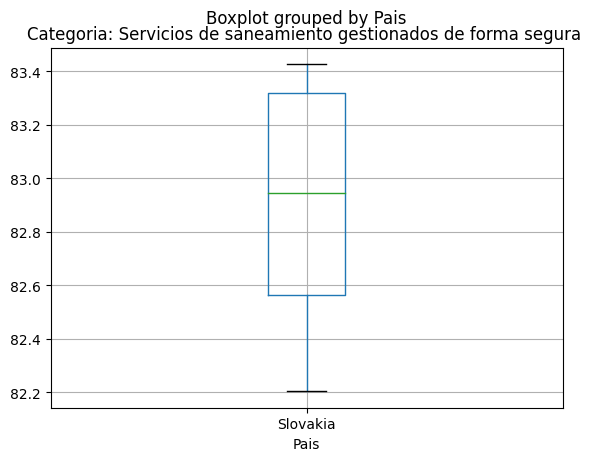 Boxplot grouped by Pais
Categoria: Servicios de saneamiento gestionados de forma segura
83.4
83.2
83.0
82.8
82.6
82.4
82.2
Slovakia
Pais